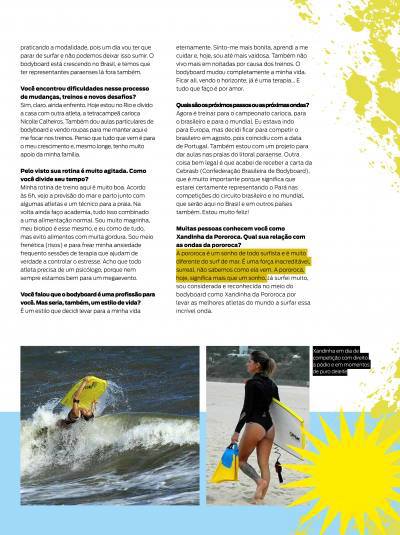 praticando a modalidade, pois um dia vou ter que
parar de surfar e não podemos deixar isso sumir. O
bodyboard está crescendo no Brasil, e temos que
ter representantes paraenses lá fora também.
Você encontrou dificuldades nesse processo
de mudanças, treinos e novos desafios?
Sim, claro, ainda enfrento. Hoje estou no Rio e divido
a casa com outra atleta, a tetracampeã carioca
Nicolle Calheiros. Também dou aulas particulares de
bodyboard e vendo roupas para me manter aqui e
me focar nos treinos. Penso que tudo que vem é para
o meu crescimento e, mesmo longe, tenho muito
apoio da minha família.
Pelo visto sua rotina é muito agitada. Como
você divide seu tempo?
Minha rotina de treino aqui é muito boa. Acordo
às 6h, vejo a previsão do mar e parto junto com
algumas atletas e um técnico para a praia. Na
volta ainda faço academia, tudo isso combinado
a uma alimentação normal. Sou muito magrinha,
meu biotipo é esse mesmo, e eu como de tudo,
mas evito alimentos com muita gordura. Sou meio
frenética (risos) e para frear minha ansiedade
frequento sessões de terapia que ajudam de
verdade a controlar o estresse. Acho que todo
atleta precisa de um psicólogo, porque nem
sempre estamos bem para um megaevento.
Você falou que o bodyboard é uma profissão para
você. Mas seria, também, um estilo de vida?
É um estilo que decidi levar para a minha vida
eternamente. Sinto-me mais bonita, aprendi a me
cuidar e, hoje, sou até mais vaidosa. Também não
vivo mais em noitadas por causa dos treinos. O
bodyboard mudou completamente a minha vida.
Ficar ali, vendo o horizonte, já é uma terapia... E
tudo que faço é por amor.
Quais são os próximos passos ou as próximas ondas?
Agora é treinar para o campeonato carioca, para
o brasileiro e para o mundial. Eu estava indo
para Europa, mas decidi ficar para competir o
brasileiro em agosto, pois coincidiu com a data
de Portugal. Também estou com um projeto para
dar aulas nas praias do litoral paraense. Outra
coisa bem legal é que acabei de receber a carta da
Cebrasb (Confederação Brasileira de Bodyboard),
que é muito importante porque significa que
estarei certamente representando o Pará nas
competições do circuito brasileiro e no mundial,
que serão aqui no Brasil e em outros países
também. Estou muito feliz!
Muitas pessoas conhecem você como
Xandinha da Pororoca. Qual sua relação com
as ondas da pororoca?
A pororoca é um sonho de todo surfista e é muito
diferente do surf de mar. É uma força inacreditável,
surreal, não sabemos como ela vem. A pororoca,
hoje, significa mais que um sonho. Já surfei muito,
sou considerada e reconhecida no meio do
bodyboard como Xandinha da Pororoca por
levar as melhores atletas do mundo a surfar essa
incrível onda.
Xandinha em dia de
competição com direito
a pódio e em momentos
de puro deleite